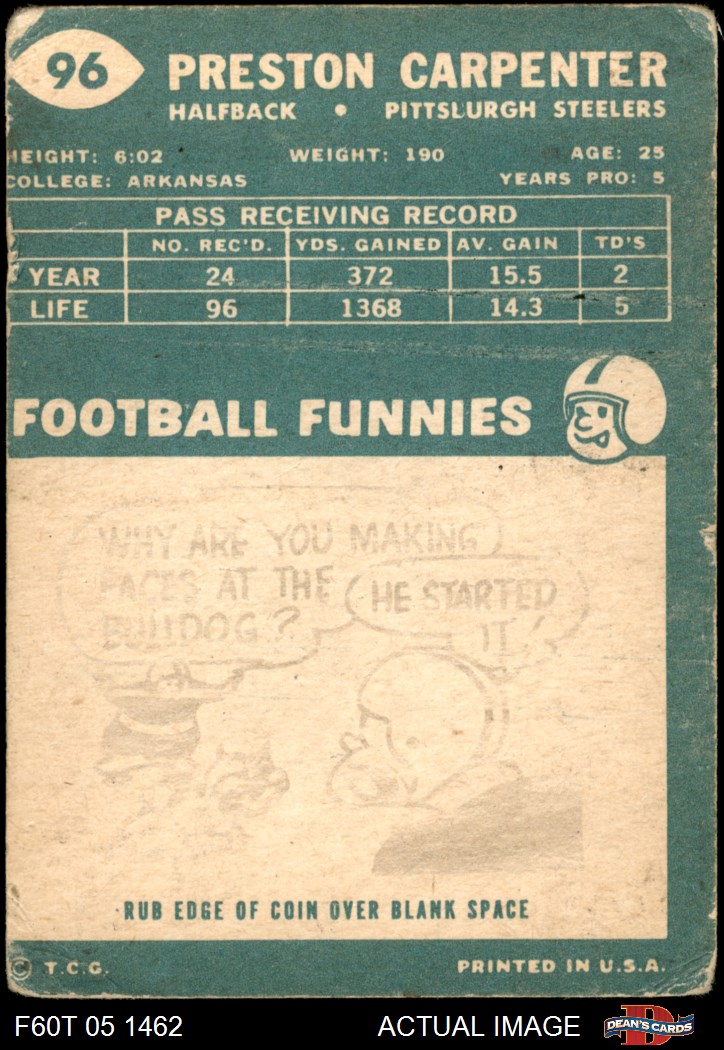 96
PRESTON CARPENTER
HALFBACK • PITTSLURGH STEELERS
HEIGHT: 6:02 WEIGHT: 190 AGE: 25
COLLEGE: ARKANSAS YEARS PRO: 5
PASS RECEIVING RECORD
NO. REC'D. YDS. GAINED AV. GAIN TD'S
YEAR 24 372 15.5 2
LIFE 96 1368 14.3 5
FOOTBALL FUNNIES
WHY ARE YOU MAKING
FACES AT THE
BULLDOG?
HE STARTED
IT!
RUB EDGE OF COIN OVER BLANK SPACE
© T.C.G. PRINTED IN U.S.A.
F60T 05 1462 ACTUAL IMAGE DEAN'S CARDS